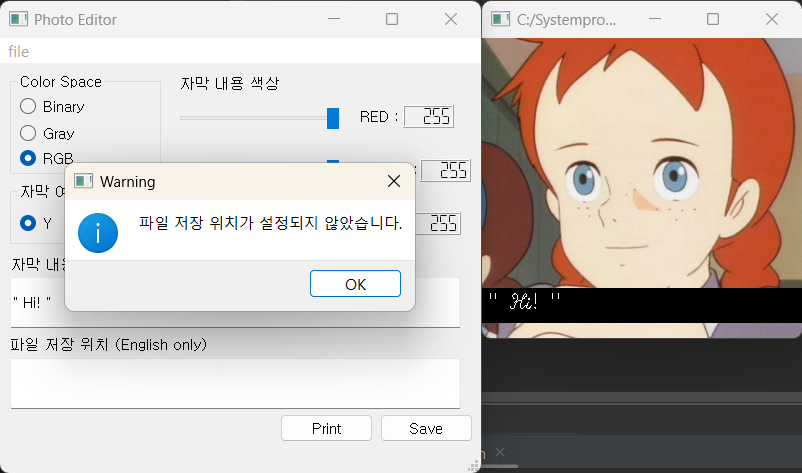 Photo Editor
C:/Systempro...
file
Color Space
자막 내용 색상
Binary
RED :
255
Gray
RGB
:
255
Warning
자막 여
Y
255
파일 저장 위치가 설정되지 않았습니다.
OK
자막 내용
" Hi! "
" Hi! "
파일 저장 위치 (English only)
Print
Save